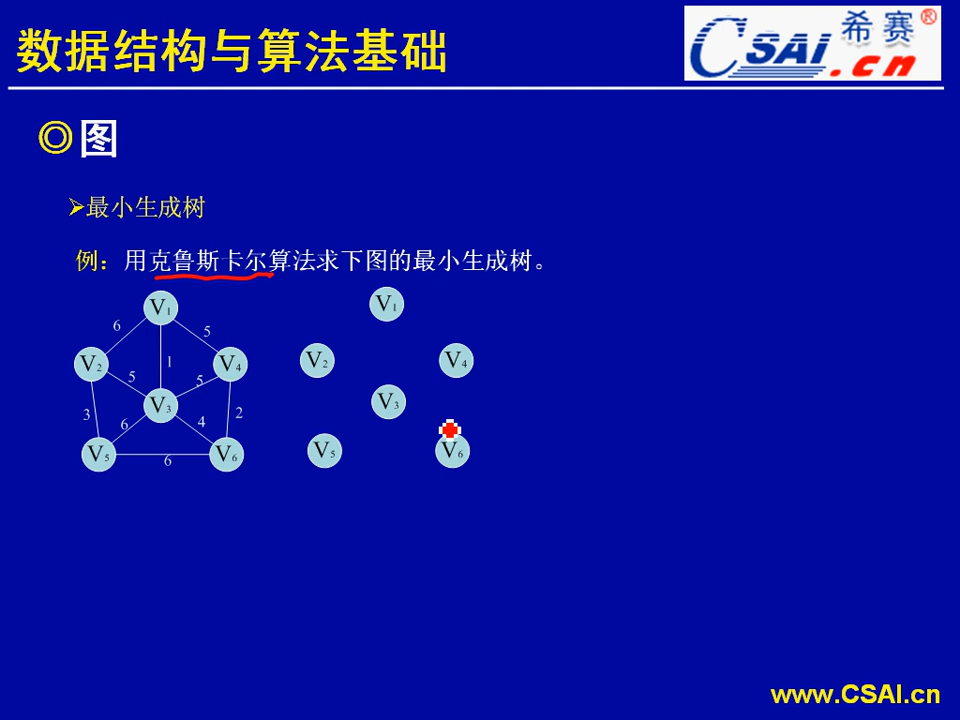 数据结构与算法基础
CSAI.cn 希赛®
◎图
➢最小生成树
例：用克鲁斯卡尔算法求下图的最小生成树。
V1 V1
6 5
V2 V4 V2 V4
1
5 5
V3 V3
3 6 4 2
V5 V6 V5 V6
6
www.CSAI.cn